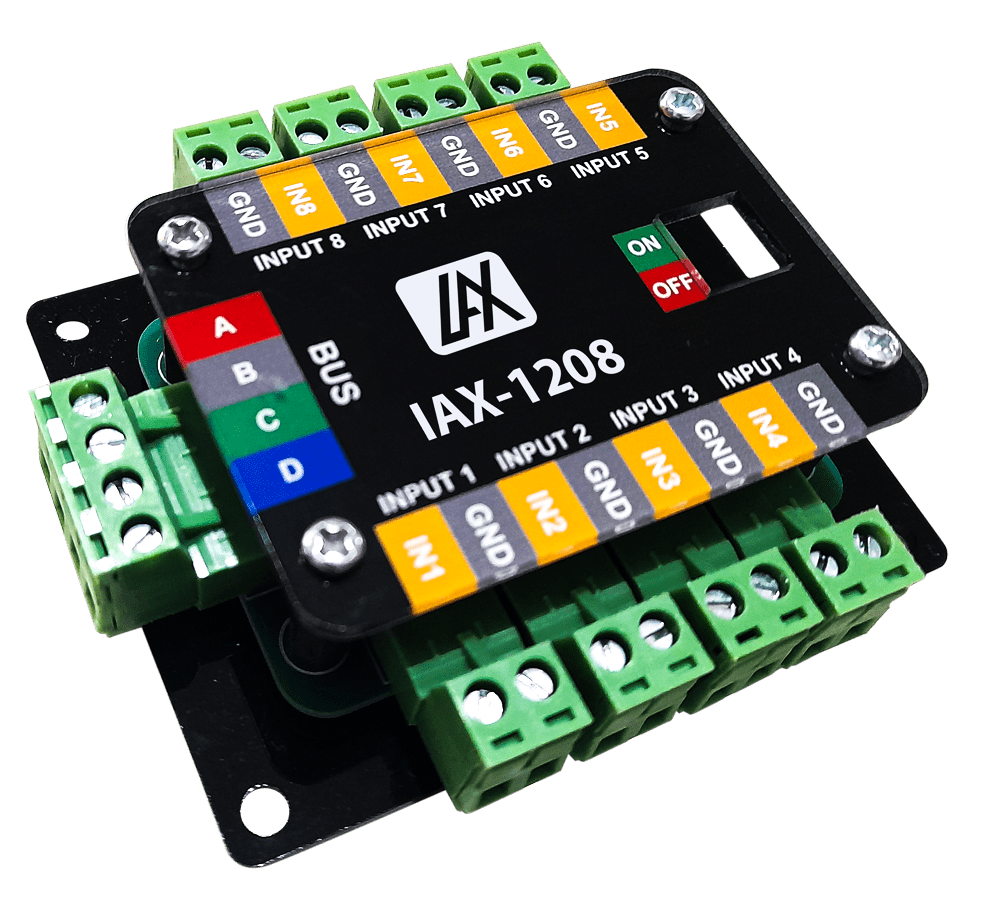 GND IN8 GND IN7 GND IN6 GND IN5
INPUT 8 INPUT 7 INPUT 6 INPUT 5
ON
OFF
A
B
C
D
BUS
IAX
IAX-1208
INPUT 1 INPUT 2 INPUT 3 INPUT 4
IN1 GND IN2 GND IN3 GND IN4 GND